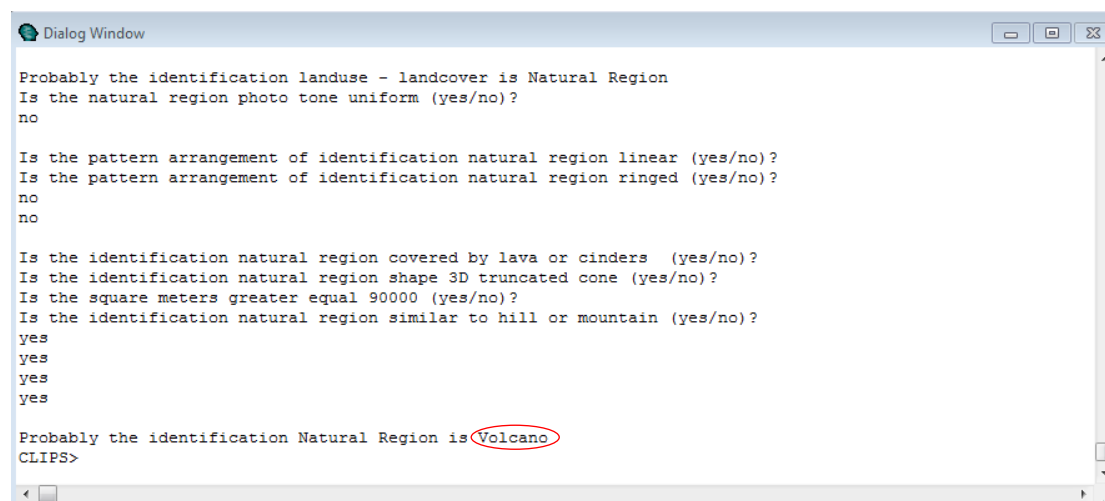 Dialog Window
Probably the identification landuse - landcover is Natural Region
Is the natural region photo tone uniform (yes/no)?
no
Is the pattern arrangement of identification natural region linear (yes/no)?
Is the pattern arrangement of identification natural region ringed (yes/no)?
no
no
Is the identification natural region covered by lava or cinders  (yes/no)?
Is the identification natural region shape 3D truncated cone (yes/no)?
Is the square meters greater equal 90000 (yes/no)?
Is the identification natural region similar to hill or mountain (yes/no)?
yes
yes
yes
yes
Probably the identification Natural Region is Volcano
CLIPS>